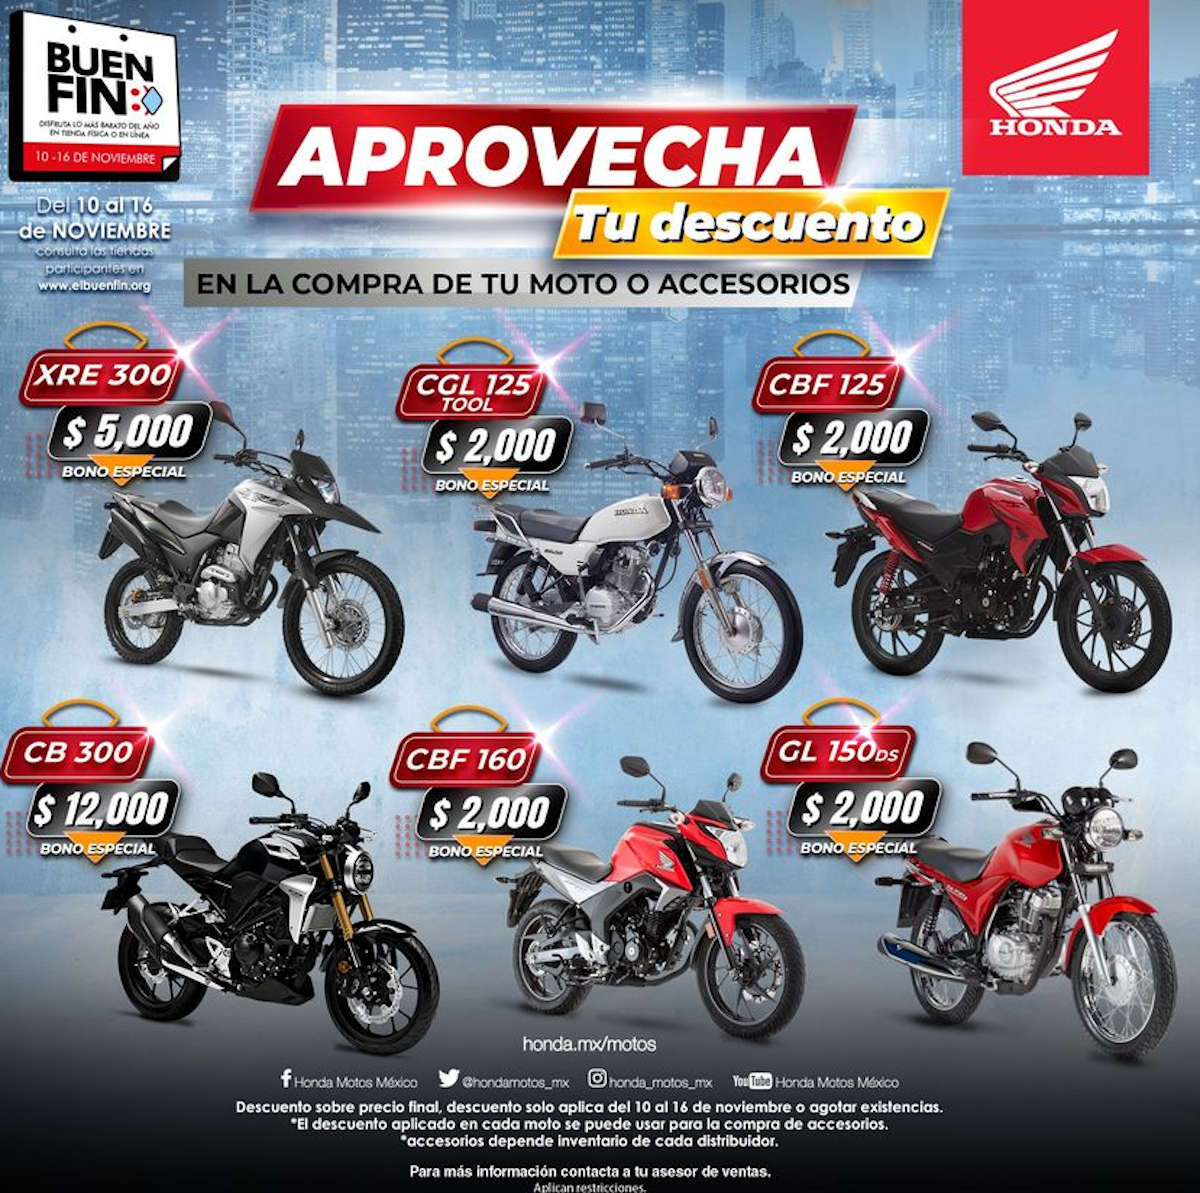 BUEN
FIN
DISFRUTA LO MÁS BARATO DEL AÑO
EN TIENDA FÍSICA O EN LÍNEA
10 -16 DE NOVIEMBRE
Del 10 al 16
de NOVIEMBRE
consulta las tiendas
participantes en
www.elbuenfin.org
HONDA
APROVECHA
Tu descuento
EN LA COMPRA DE TU MOTO O ACCESORIOS
XRE 300
$ 5,000
BONO ESPECIAL
CGL 125
TOOL
$ 2,000
BONO ESPECIAL
CBF 125
$ 2,000
BONO ESPECIAL
HONDA
CB 300
$ 12,000
BONO ESPECIAL
CBF 160
$ 2,000
BONO ESPECIAL
GL 150DS
$ 2,000
BONO ESPECIAL
honda.mx/motos
Honda Motos México
@hondamotos_mx
honda_motos_mx
YouTube Honda Motos México
Descuento sobre precio final, descuento solo aplica del 10 al 16 de noviembre o agotar existencias.
*El descuento aplicado en cada moto se puede usar para la compra de accesorios.
*accesorios depende inventario de cada distribuidor.
Para más información contacta a tu asesor de ventas.
Aplican restricciones.